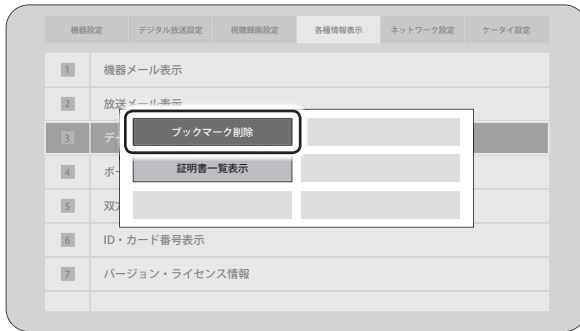 機器設定 デジタル放送設定 視聴録画設定 各種情報表示 ネットワーク設定 ケータイ設定
1 機器メール表示
2 放送メール表示
3 デー
ブックマーク削除
4 ボー
証明書一覧表示
5 双方
6 ID・カード番号表示
7 バージョン・ライセンス情報